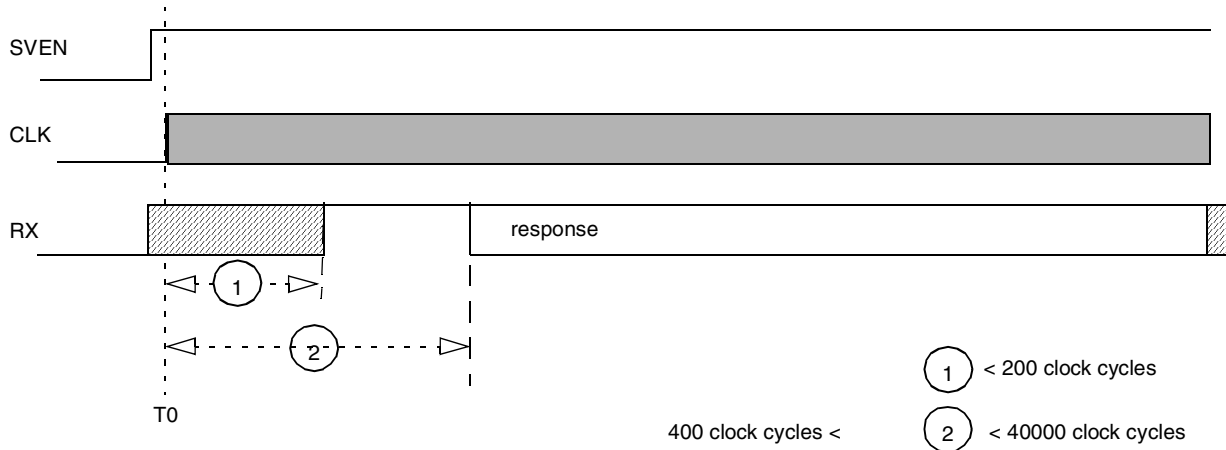 SVEN
CLK
RX
response
1
2
T0
1 < 200 clock cycles
400 clock cycles < 2 < 40000 clock cycles